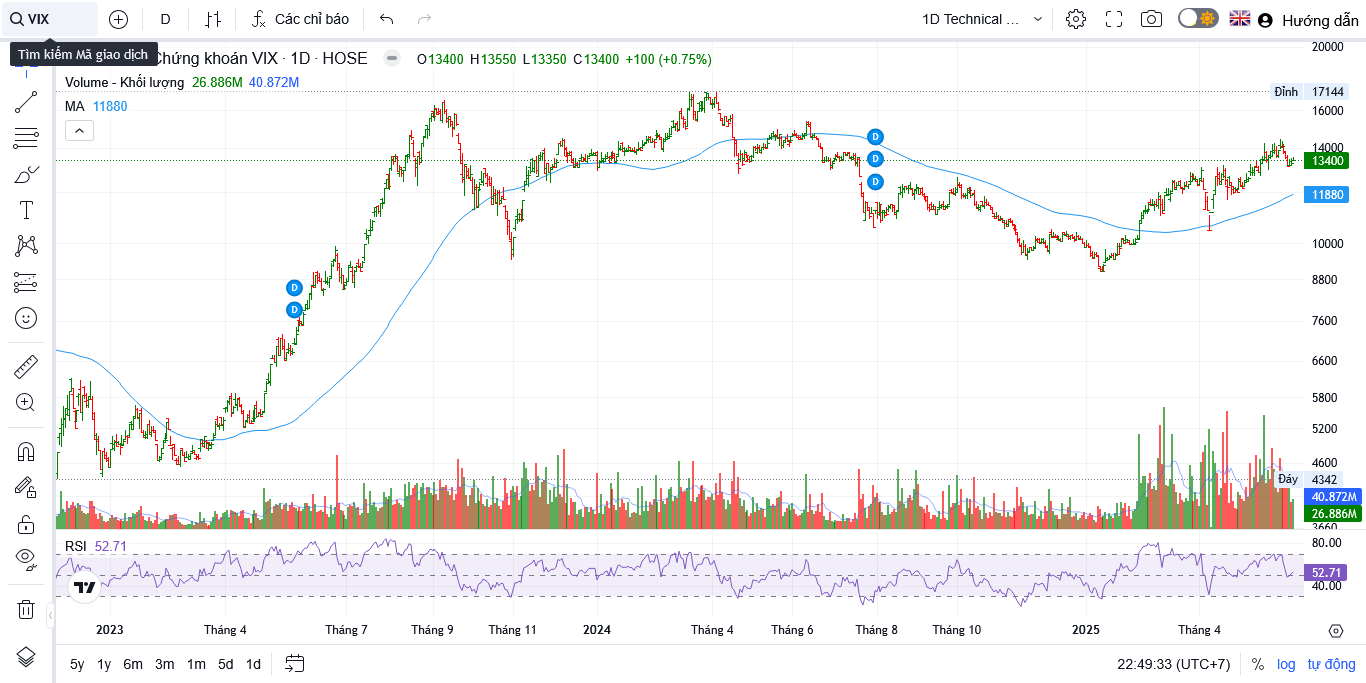 VIX
D
Các chỉ báo
1D Technical ...
Hướng dẫn
Tìm kiếm Mã giao dịch
Chứng khoán VIX · 1D · HOSE
O13400 H13550 L13350 C13400 +100 (+0.75%)
Volume - Khối lượng 26.886M 40.872M
MA 11880
20000
Đỉnh 17144
16000
14000
13400
11880
10000
8800
7600
6600
5800
5200
4600
Đáy 4342
40.872M
26.886M
3660
D
D
D
D
D
RSI 52.71
80.00
52.71
40.00
2023
Tháng 4
Tháng 7
Tháng 9
Tháng 11
2024
Tháng 4
Tháng 6
Tháng 8
Tháng 10
2025
Tháng 4
5y 1y 6m 3m 1m 5d 1d
22:49:33 (UTC+7)
% log tự động